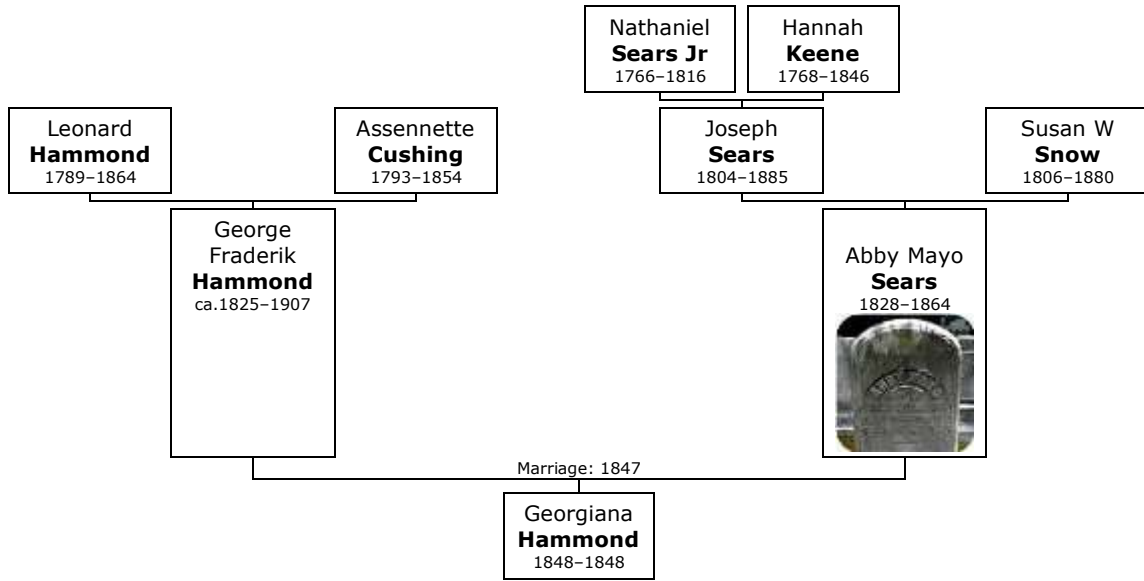 Nathaniel
Sears Jr
1766–1816
Hannah
Keene
1768–1846
Leonard
Hammond
1789–1864
Assennette
Cushing
1793–1854
Joseph
Sears
1804–1885
Susan W
Snow
1806–1880
George
Fraderik
Hammond
ca.1825–1907
Abby Mayo
Sears
1828–1864
Marriage: 1847
Georgiana
Hammond
1848–1848